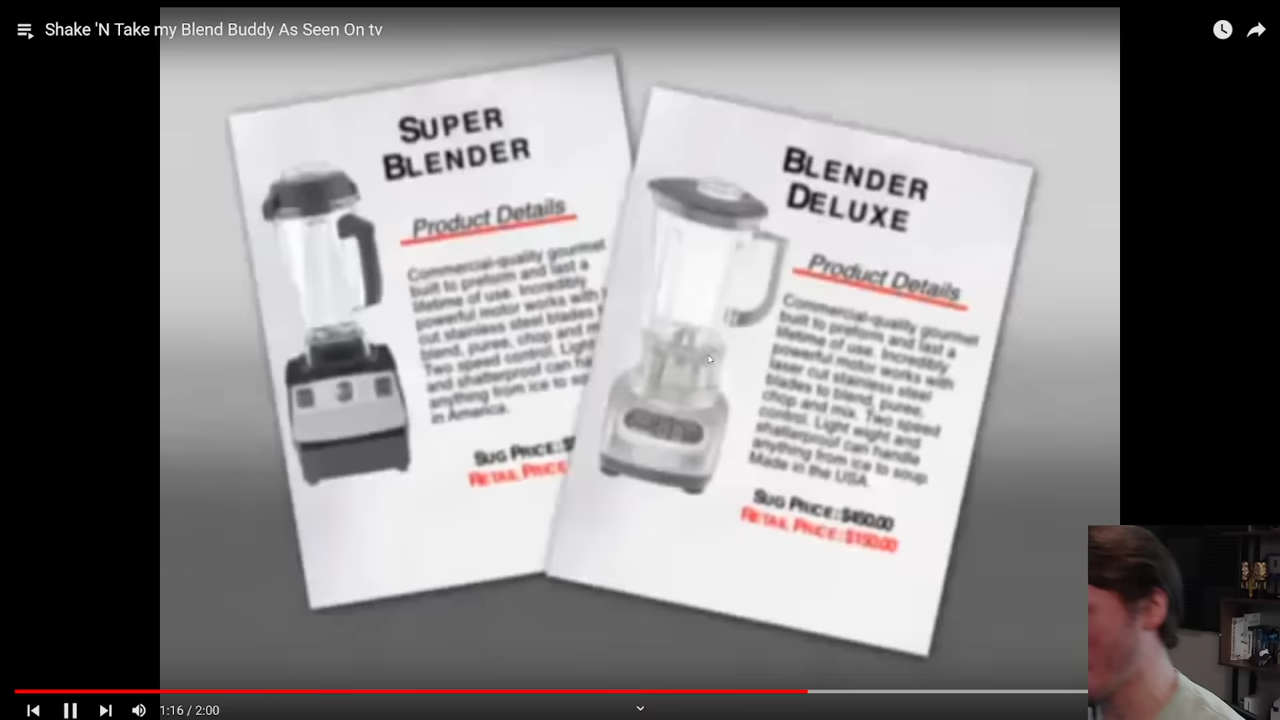 Shake 'N Take my Blend Buddy As Seen On tv
SUPER
BLENDER
Product Details
Commercial-quality gourmet
built to preform and last a
lifetime of use. Incredibly
powerful motor works with
cut stainless steel blades
blend, puree, chop and
Two speed control.
and shatterproof can
anything from ice to
in America.
SUG PRICE:
RETAIL PRICE
BLENDER
DELUXE
Product Details
Commercial-quality gourmet
built to preform and last a
lifetime of use. Incredibly
powerful motor works with
laser cut stainless steel
blades to blend, puree,
chop and mix. Two speed
control. Light wight and
shatterproof can handle
anything from ice to soup.
Made in the USA.
SUG PRICE: $450.00
RETAIL PRICE: $150.00
1:16 / 2:00